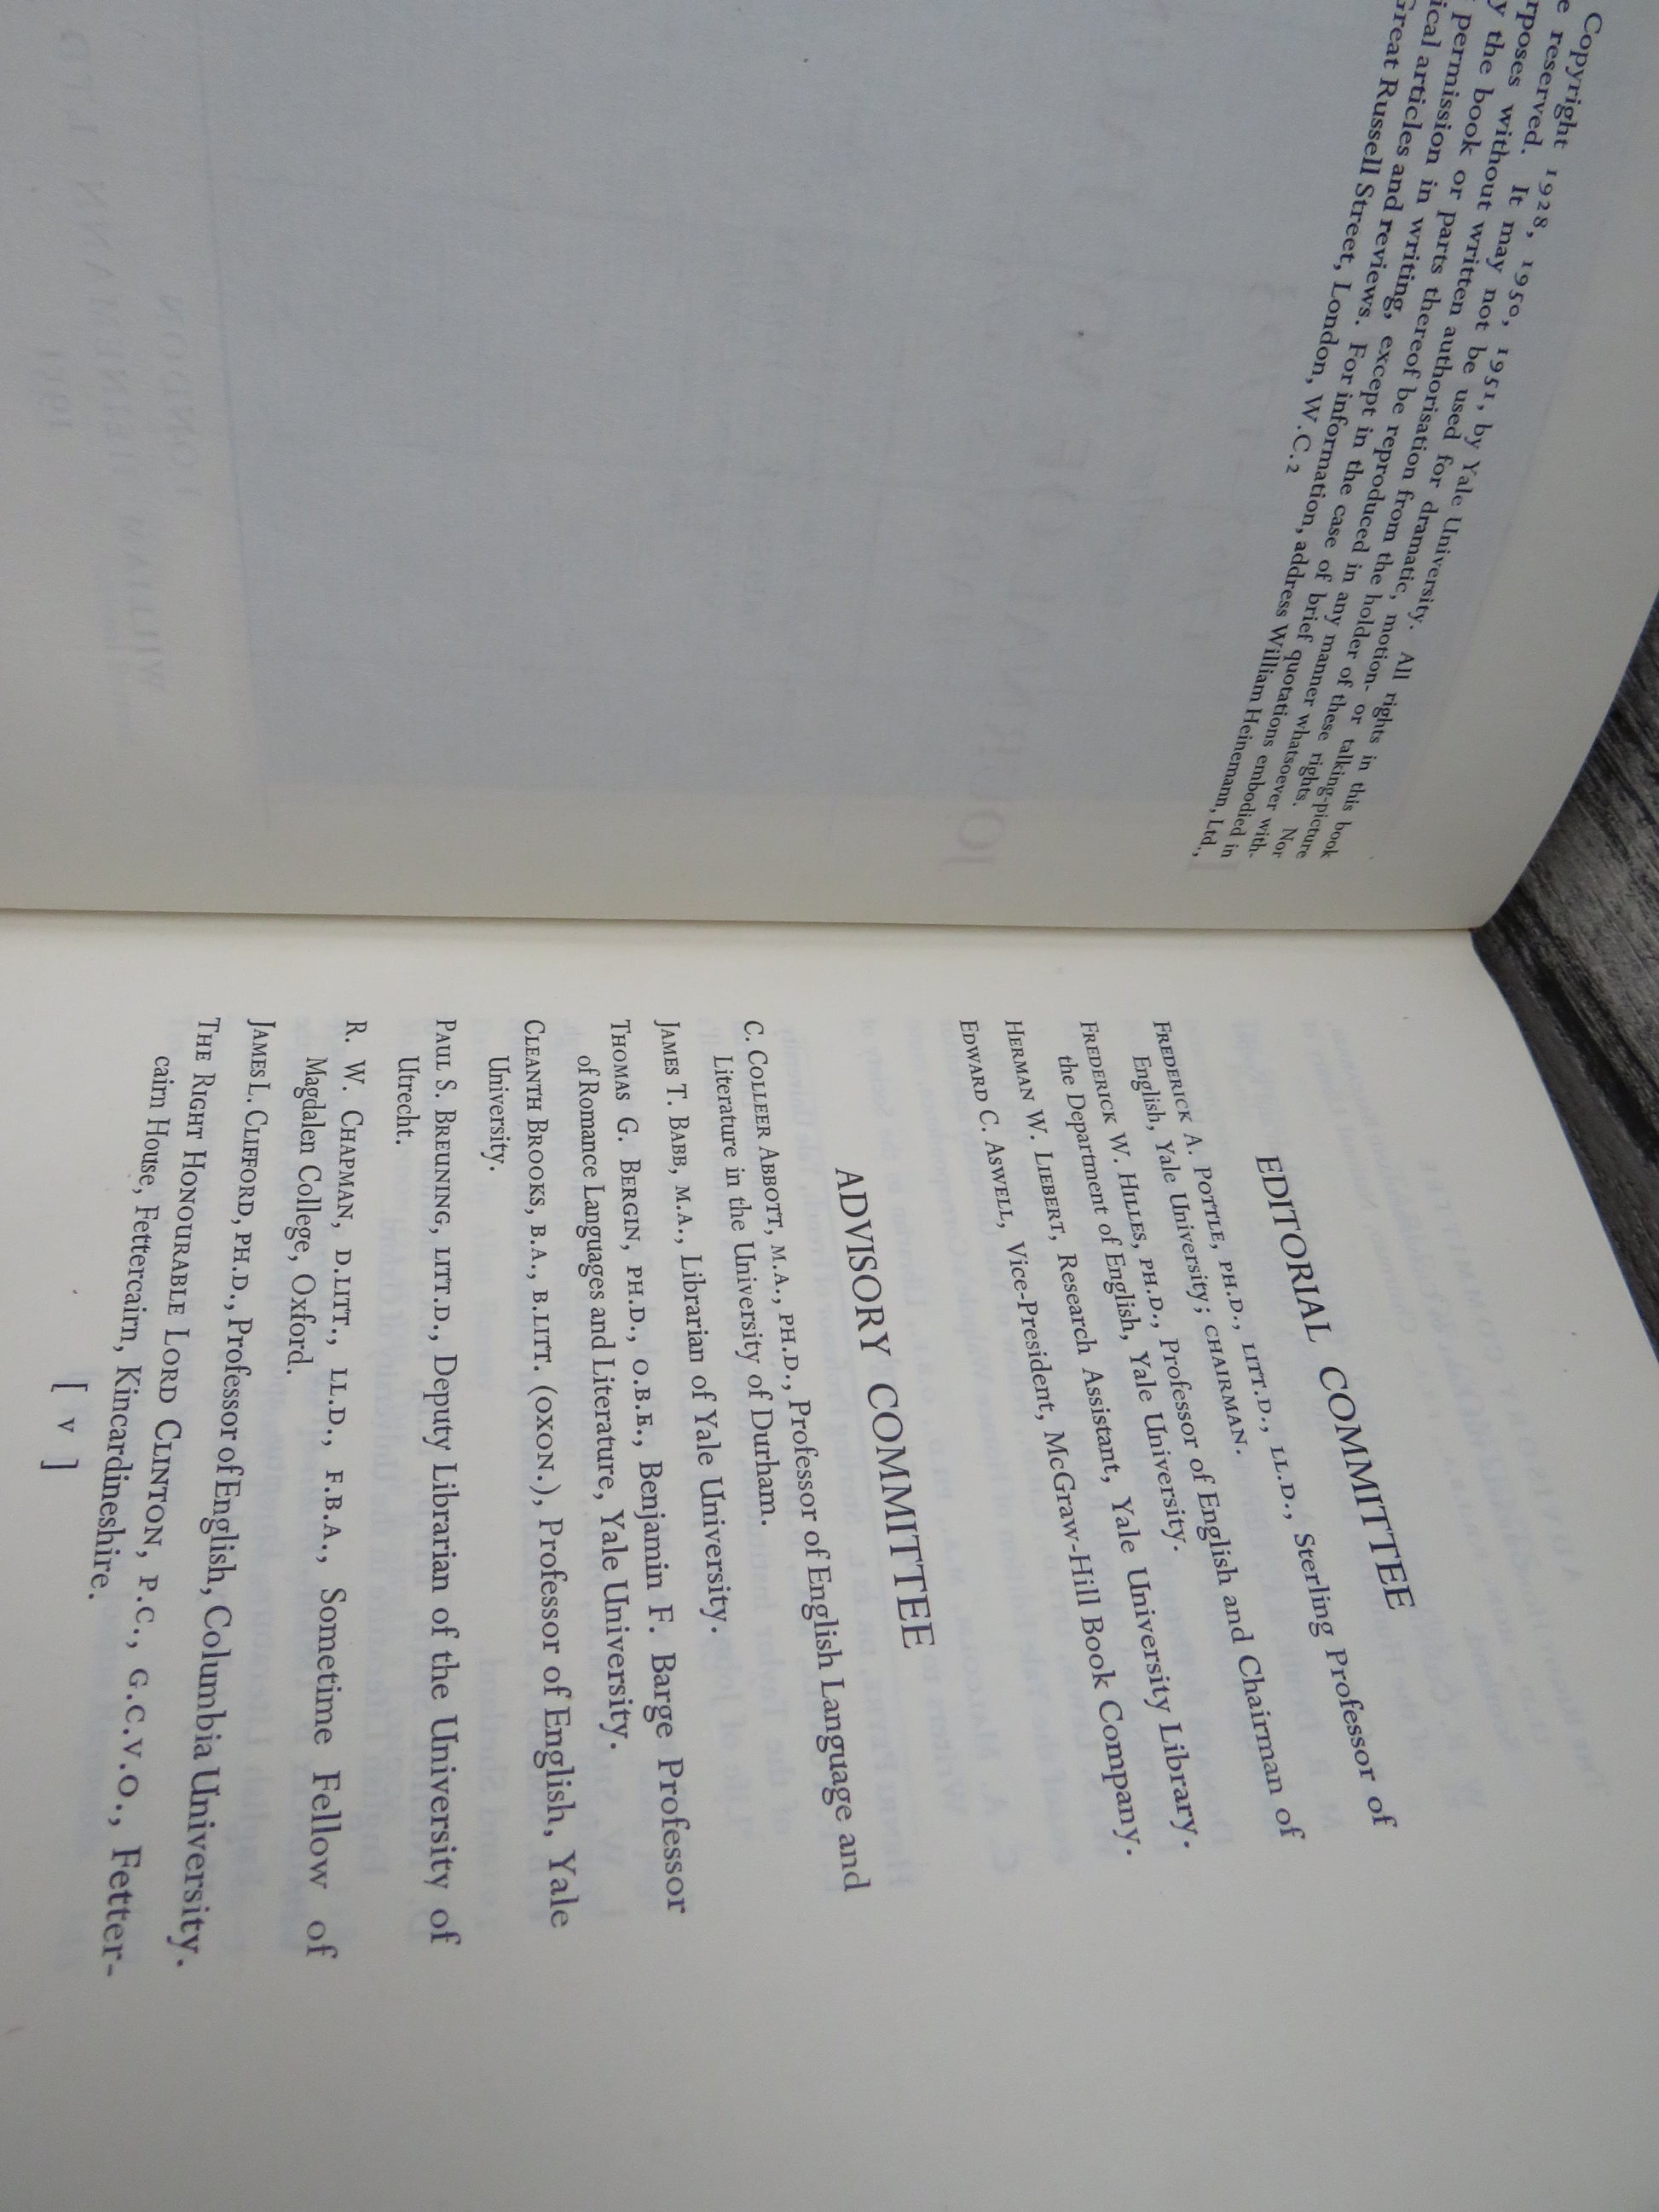 Copyright 1928, 1950, 1951, by Yale University. All rights in this book
e reserved. It may not be used for dramatic, motion- or talking-picture
rposes without written authorisation from the holder of these rights. Nor
y the book or parts thereof be reproduced in any manner whatsoever with-
permission in writing, except in the case of brief quotations embodied in
ical articles and reviews. For information, address William Heinemann, Ltd.,
Great Russell Street, London, W.C.2
EDITORIAL COMMITTEE
FREDERICK A. POTTLE, PH.D., LITT.D., LL.D., Sterling Professor of
English, Yale University; CHAIRMAN.
FREDERICK W. HILLES, PH.D., Professor of English and Chairman of
the Department of English, Yale University.
HERMAN W. LIEBERT, Research Assistant, Yale University Library.
EDWARD C. ASWELL, Vice-President, McGraw-Hill Book Company.
ADVISORY COMMITTEE
C. COLLEER ABBOTT, M.A., PH.D., Professor of English Language and
Literature in the University of Durham.
JAMES T. BABB, M.A., Librarian of Yale University.
THOMAS G. BERGIN, PH.D., O.B.E., Benjamin F. Barge Professor
of Romance Languages and Literature, Yale University.
CLEANTH BROOKS, B.A., B.LITT. (OXON.), Professor of English, Yale
University.
PAUL S. BREUNING, LITT.D., Deputy Librarian of the University of
Utrecht.
R. W. CHAPMAN, D.LITT., LL.D., F.B.A., Sometime Fellow of
Magdalen College, Oxford.
JAMES L. CLIFFORD, PH.D., Professor of English, Columbia University.
THE RIGHT HONOURABLE LORD CLINTON, P.C., G.C.V.O., Fetter-
cairn House, Fettercairn, Kincardineshire.
[ v ]